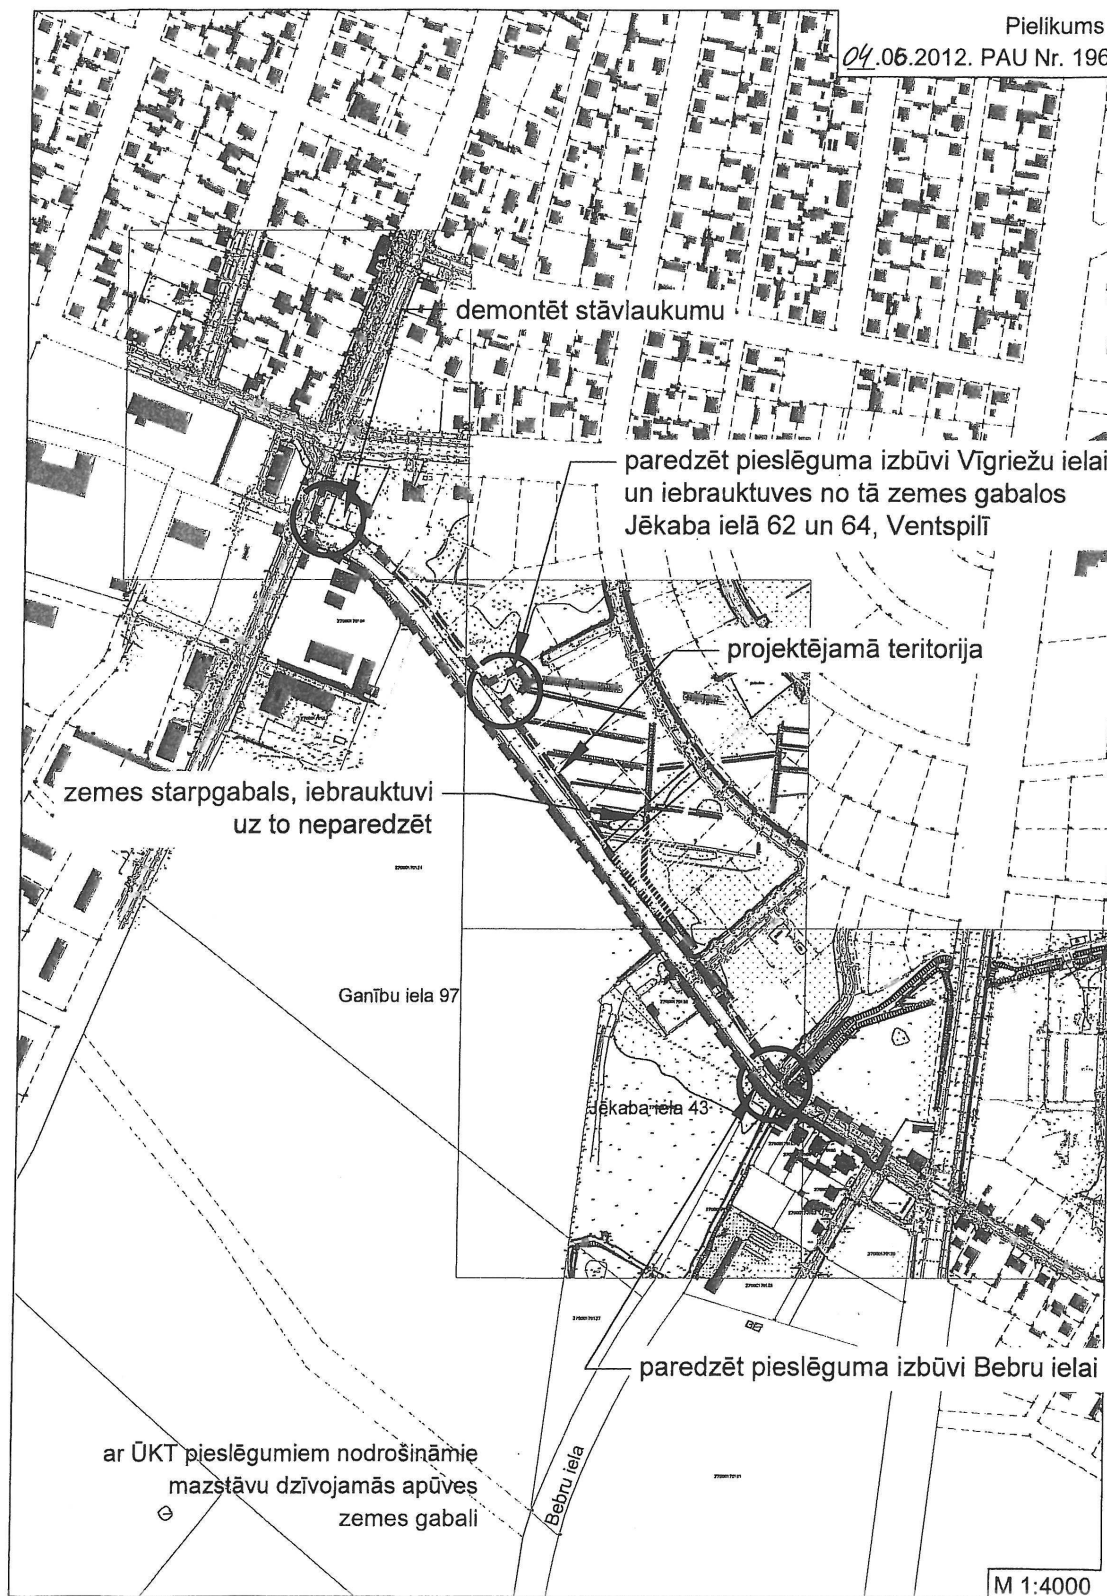 Pielikums
04.06.2012. PAU Nr. 196
demontēt stāvlaukumu
paredzēt pieslēguma izbūvi Vīgriežu ielai
un iebrauktuves no tā zemes gabalos
Jēkaba ielā 62 un 64, Ventspilī
projektējamā teritorija
zemes starpgabals, iebrauktuvi
uz to neparedzēt
27000170121
Ganību iela 97
Jēkaba iela 43
paredzēt pieslēguma izbūvi Bebru ielai
ar ŪKT pieslēgumiem nodrošināmie
mazstāvu dzīvojamās apūves
zemes gabali
Bebru iela
M 1:4000